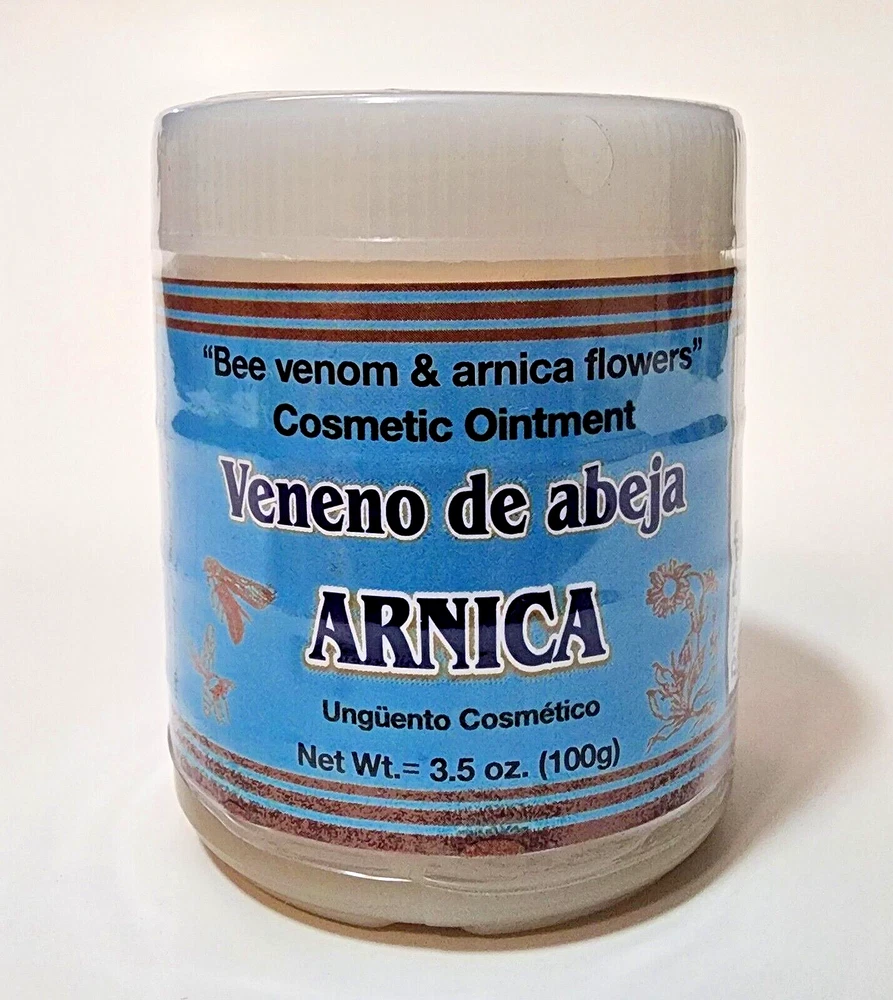 “Bee venom & arnica flowers”
Cosmetic Ointment
Veneno de abeja
ARNICA
Ungüento Cosmético
Net Wt.= 3.5 oz. (100g)